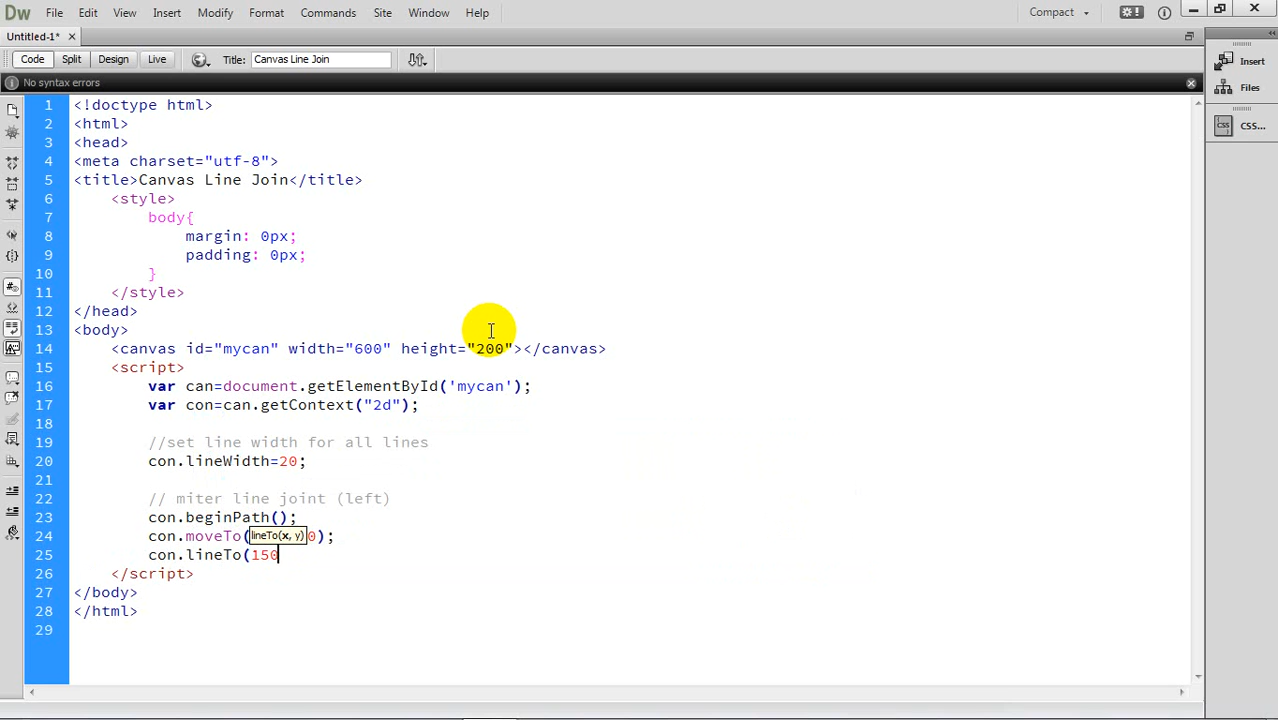 Dw File Edit View Insert Modify Format Commands Site Window Help Compact
Untitled-1*
Code Split Design Live Title: Canvas Line Join
No syntax errors
Insert
Files
CSS CSS...
1 <!doctype html>
2 <html>
3 <head>
4 <meta charset="utf-8">
5 <title>Canvas Line Join</title>
6 <style>
7 body{
8 margin: 0px;
9 padding: 0px;
10 }
11 </style>
12 </head>
13 <body>
14 <canvas id="mycan" width="600" height="200"></canvas>
15 <script>
16 var can=document.getElementById('mycan');
17 var con=can.getContext("2d");
18
19 //set line width for all lines
20 con.lineWidth=20;
21
22 // miter line joint (left)
23 con.beginPath();
24 con.moveTo( lineTo(x, y) 0);
25 con.lineTo(150
26 </script>
27 </body>
28 </html>
29